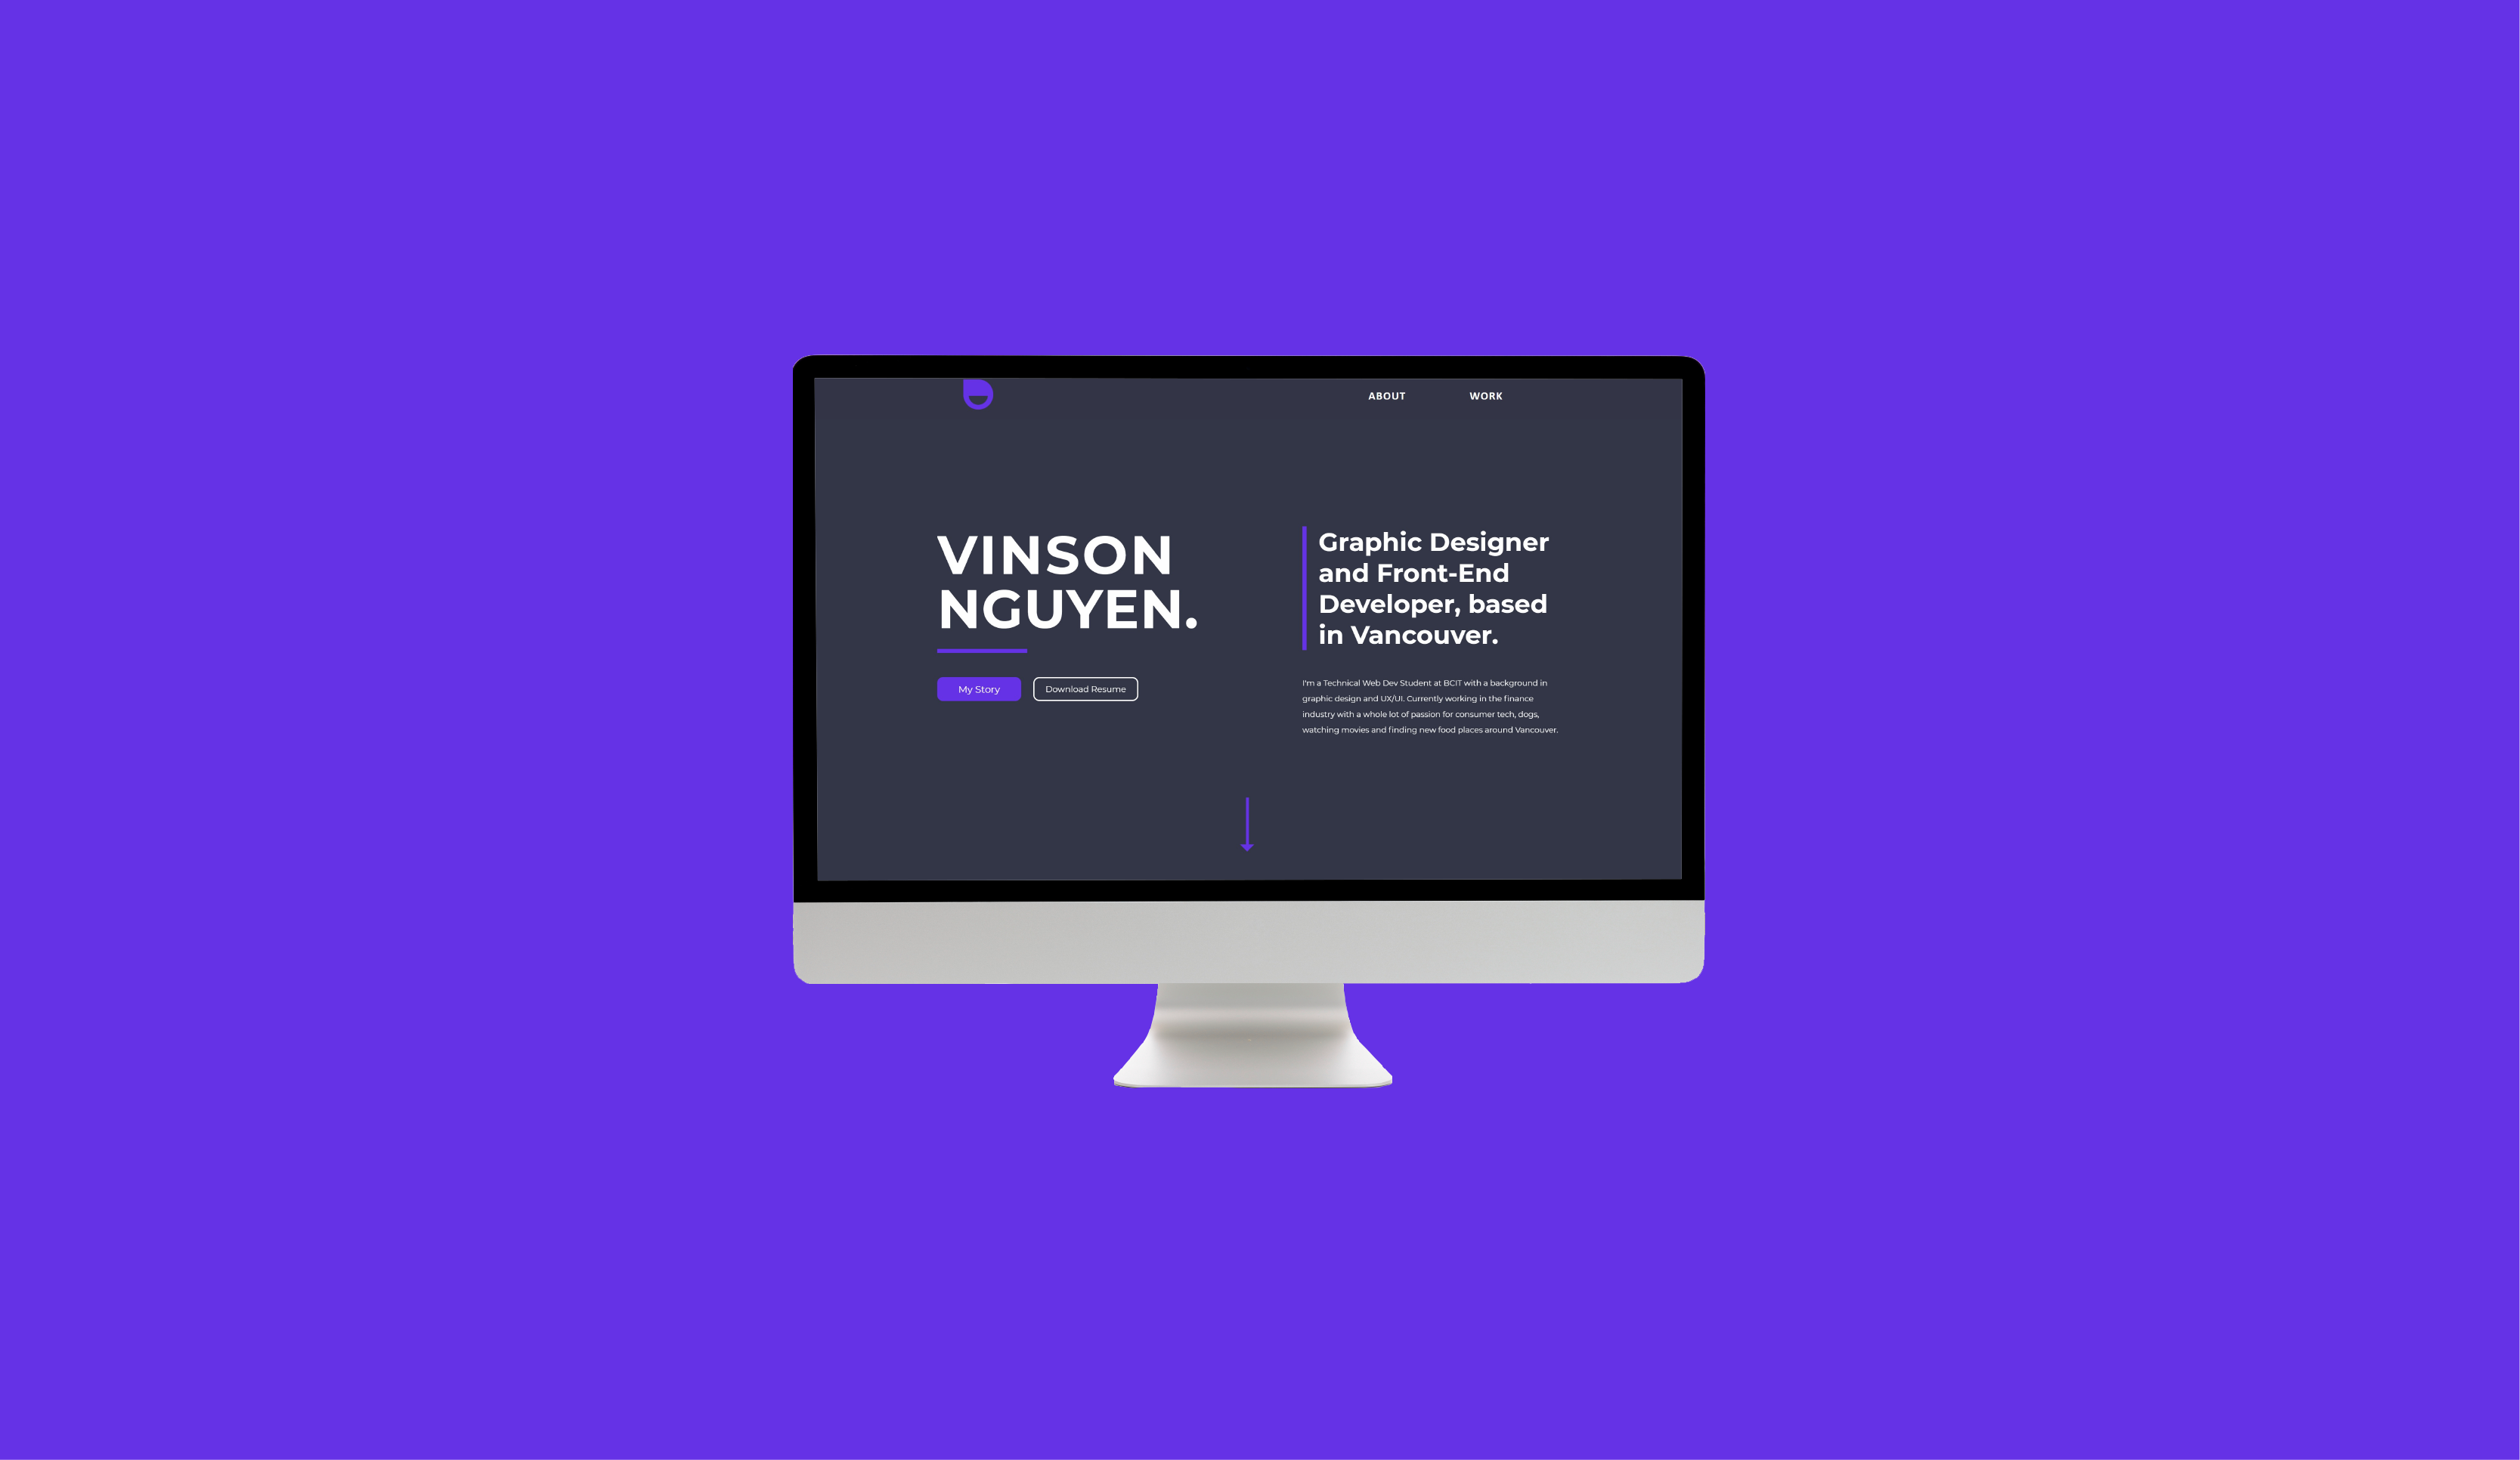 ABOUT WORK
VINSON
NGUYEN.
My Story Download Resume
Graphic Designer
and Front-End
Developer, based
in Vancouver.
I'm a Technical Web Dev Student at BCIT with a background in
graphic design and UX/UI. Currently working in the finance
industry with a whole lot of passion for consumer tech, dogs,
watching movies and finding new food places around Vancouver.